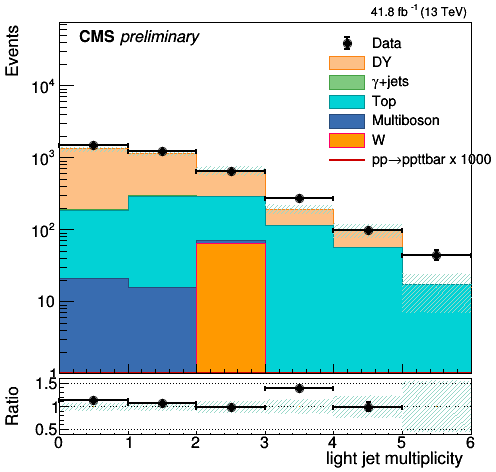 41.8 fb⁻¹ (13 TeV)
CMS preliminary
Events
Data
DY
γ+jets
Top
Multiboson
W
pp→ppttbar x 1000
10⁴
10³
10²
10
1
Ratio
1.5
1
0.5
0 1 2 3 4 5 6
light jet multiplicity